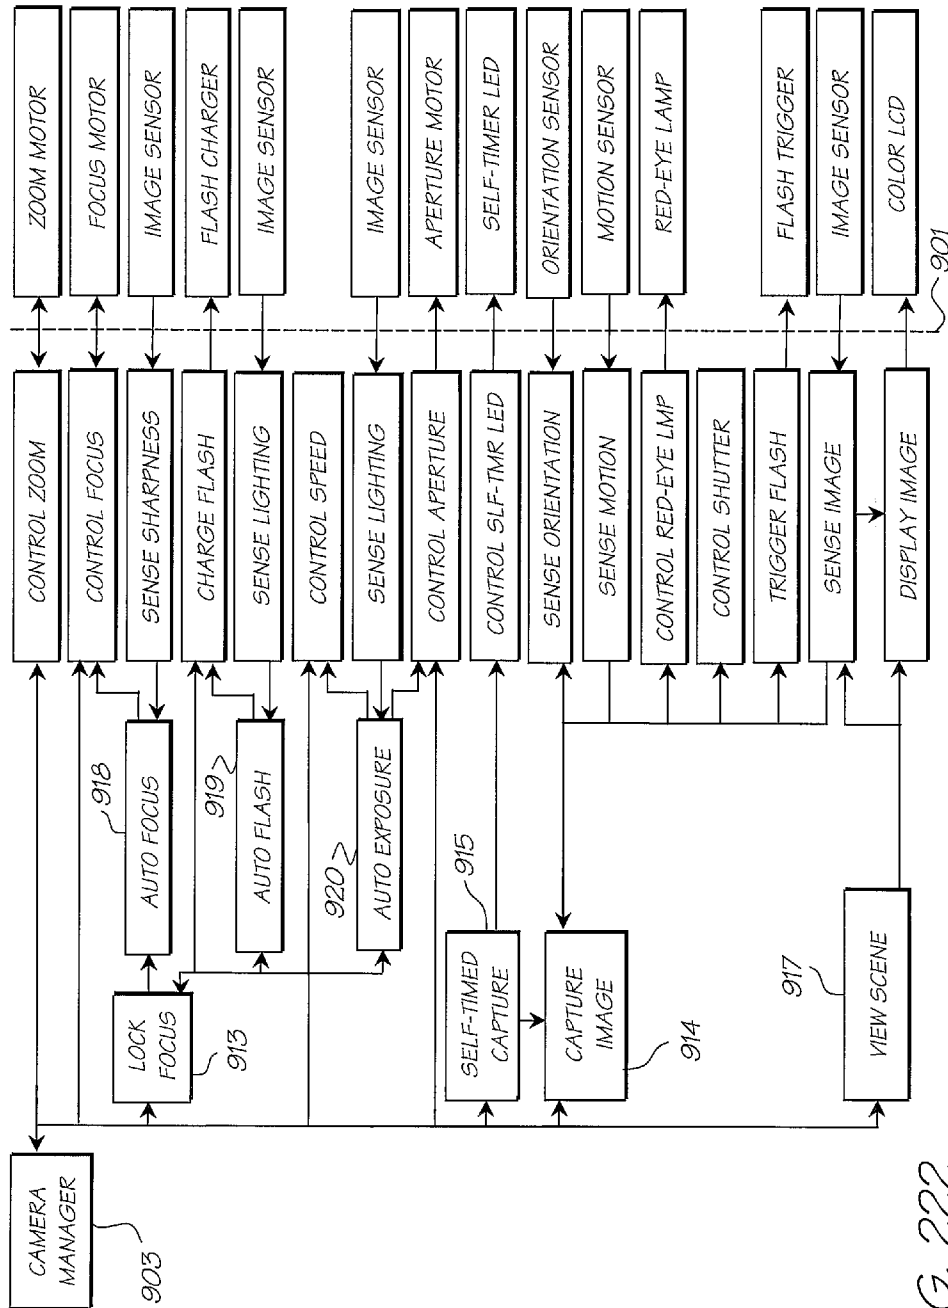 ZOOM MOTOR
FOCUS MOTOR
IMAGE SENSOR
FLASH CHARGER
IMAGE SENSOR
IMAGE SENSOR
APERTURE MOTOR
SELF-TIMER LED
ORIENTATION SENSOR
MOTION SENSOR
RED-EYE LAMP
FLASH TRIGGER
IMAGE SENSOR
COLOR LCD
901
CONTROL ZOOM
CONTROL FOCUS
SENSE SHARPNESS
CHARGE FLASH
SENSE LIGHTING
CONTROL SPEED
SENSE LIGHTING
CONTROL APERTURE
CONTROL SLF-TMR LED
SENSE ORIENTATION
SENSE MOTION
CONTROL RED-EYE LMP
CONTROL SHUTTER
TRIGGER FLASH
SENSE IMAGE
DISPLAY IMAGE
918
AUTO FOCUS
919
AUTO FLASH
920
AUTO EXPOSURE
915
LOCK
FOCUS
913
SELF-TIMED
CAPTURE
CAPTURE
IMAGE
914
917
VIEW SCENE
CAMERA
MANAGER
903
G. 222